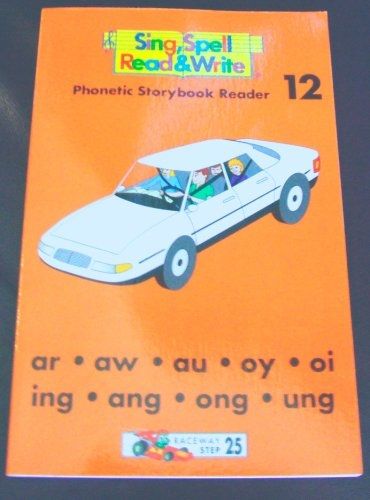 Sing, Spell
Read & Write
Phonetic Storybook Reader 12
ar • aw • au • oy • oi
ing • ang • ong • ung
RACEWAY
STEP 25